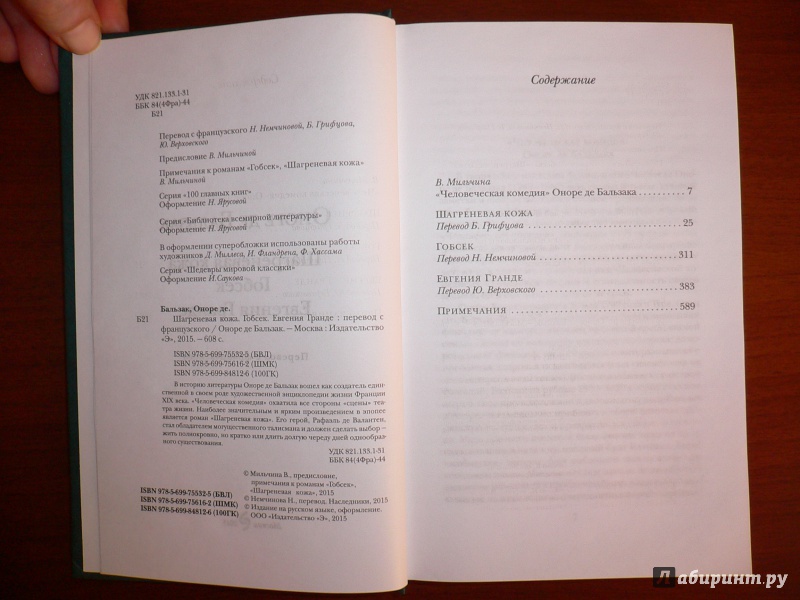 УДК 821.133.1-31
ББК 84(4Фра)-44
Б21
Перевод с французского Н. Немчиновой, Б. Грифцова,
Ю. Верховского
Предисловие В. Мильчиной
Примечания к романам «Гобсек», «Шагреневая кожа»
В. Мильчиной
Серия «100 главных книг»
Оформление Н. Ярусовой
Серия «Библиотека всемирной литературы»
Оформление Н. Ярусовой
В оформлении суперобложки использованы работы
художников Д. Миллеса, И. Фландрена, Ф. Хассама
Серия «Шедевры мировой классики»
Оформление И.Саукова
Бальзак, Оноре де.
Б21 Шагреневая кожа. Гобсек. Евгения Гранде : перевод с
французского / Оноре де Бальзак. – Москва : Издательство
«Э», 2015. – 608 с.
ISBN 978-5-699-75532-5 (БВЛ)
ISBN 978-5-699-75616-2 (ШМК)
ISBN 978-5-699-84812-6 (100ГК)
В историю литературы Оноре де Бальзак вошел как создатель един-
ственной в своем роде художественной энциклопедии жизни Франции
XIX века. «Человеческая комедия» охватила все стороны «сцены» теа-
тра жизни. Наиболее значительным и ярким произведением в эпопее
является роман «Шагреневая кожа». Его герой, Рафаэль де Валантен,
стал обладателем могущественного талисмана и должен сделать выбор –
жить полнокровно, но кратко или длить долгую череду дней однообраз-
ного существования.
УДК 821.133.1-31
ББК 84(4Фра)-44
© Мильчина В., предисловие,
примечания к романам «Гобсек»,
«Шагреневая кожа», 2015
© Немчинова Н., перевод. Наследники, 2015
© Издание на русском языке, оформление.
ООО «Издательство «Э», 2015
ISBN 978-5-699-75532-5 (БВЛ)
ISBN 978-5-699-75616-2 (ШМК)
ISBN 978-5-699-84812-6 (100ГК)
Содержание
В. Мильчина
«Человеческая комедия» Оноре де Бальзака . . . . . . . . . . 7
Шагреневая кожа
Перевод Б. Грифцова . . . . . . . . . . 25
Гобсек
Перевод Н. Немчиновой . . . . . . . . . . 311
Евгения Гранде
Перевод Ю. Верховского . . . . . . . . . . 383
Примечания . . . . . . . . . . 589
Лабиринт.ру